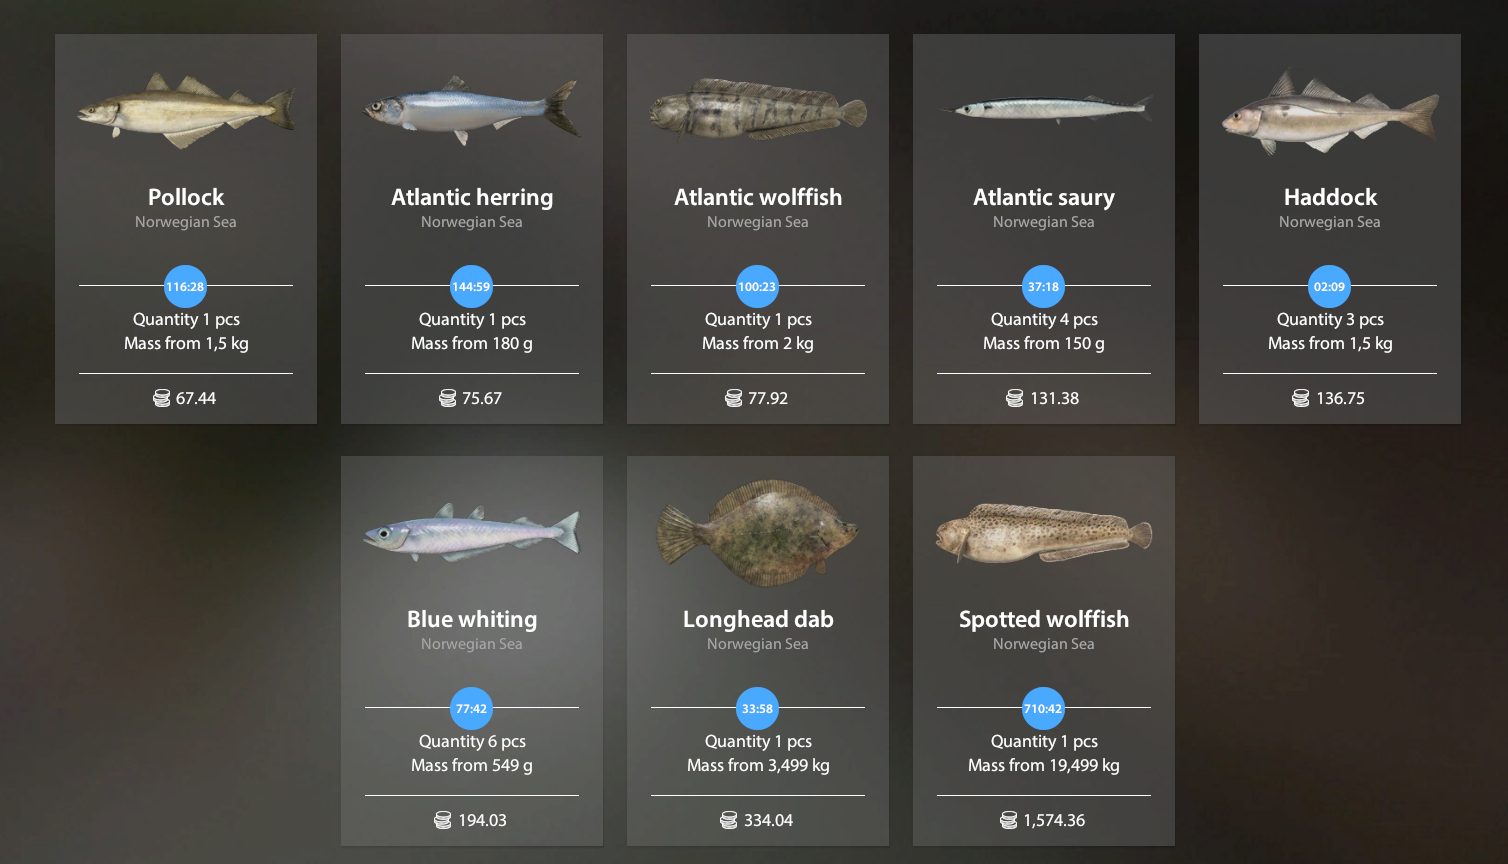 Pollock
Norwegian Sea
116:28
Quantity 1 pcs
Mass from 1,5 kg
67.44
Atlantic herring
Norwegian Sea
144:59
Quantity 1 pcs
Mass from 180 g
75.67
Atlantic wolffish
Norwegian Sea
100:23
Quantity 1 pcs
Mass from 2 kg
77.92
Atlantic saury
Norwegian Sea
37:18
Quantity 4 pcs
Mass from 150 g
131.38
Haddock
Norwegian Sea
02:09
Quantity 3 pcs
Mass from 1,5 kg
136.75
Blue whiting
Norwegian Sea
77:42
Quantity 6 pcs
Mass from 549 g
194.03
Longhead dab
Norwegian Sea
33:58
Quantity 1 pcs
Mass from 3,499 kg
334.04
Spotted wolffish
Norwegian Sea
710:42
Quantity 1 pcs
Mass from 19,499 kg
1,574.36